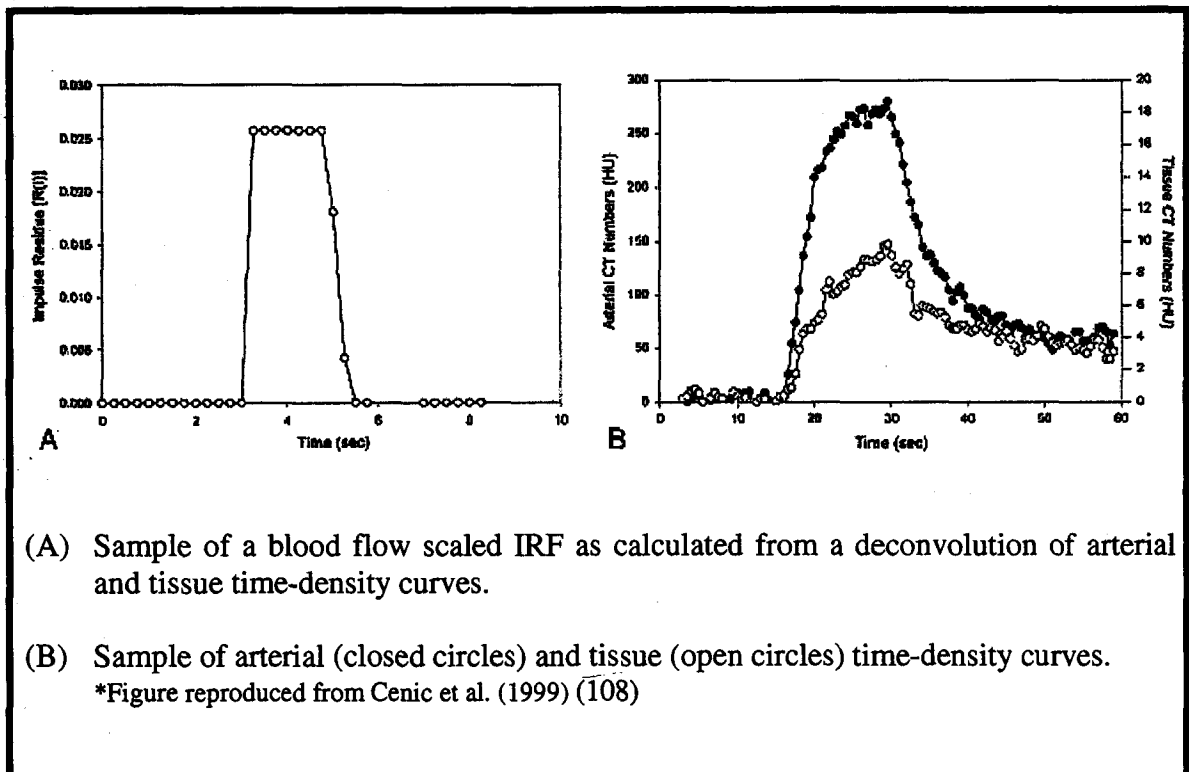 0.030
0.025
0.020
0.015
0.010
0.005
0.000
Impulse Residue [R(t)]
0 2 4 6 8 10
A Time (sec)
300
250
200
150
100
50
0
Arterial CT Numbers (HU)
20
18
16
14
12
10
8
6
4
2
0
Tissue CT Numbers (HU)
0 10 20 30 40 50 60
B Time (sec)
(A) Sample of a blood flow scaled IRF as calculated from a deconvolution of arterial
and tissue time-density curves.
(B) Sample of arterial (closed circles) and tissue (open circles) time-density curves.
*Figure reproduced from Cenic et al. (1999) (108)